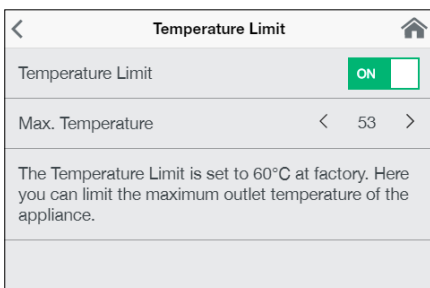 Temperature Limit
Temperature Limit ON
Max. Temperature 53
The Temperature Limit is set to 60°C at factory. Here
you can limit the maximum outlet temperature of the
appliance.